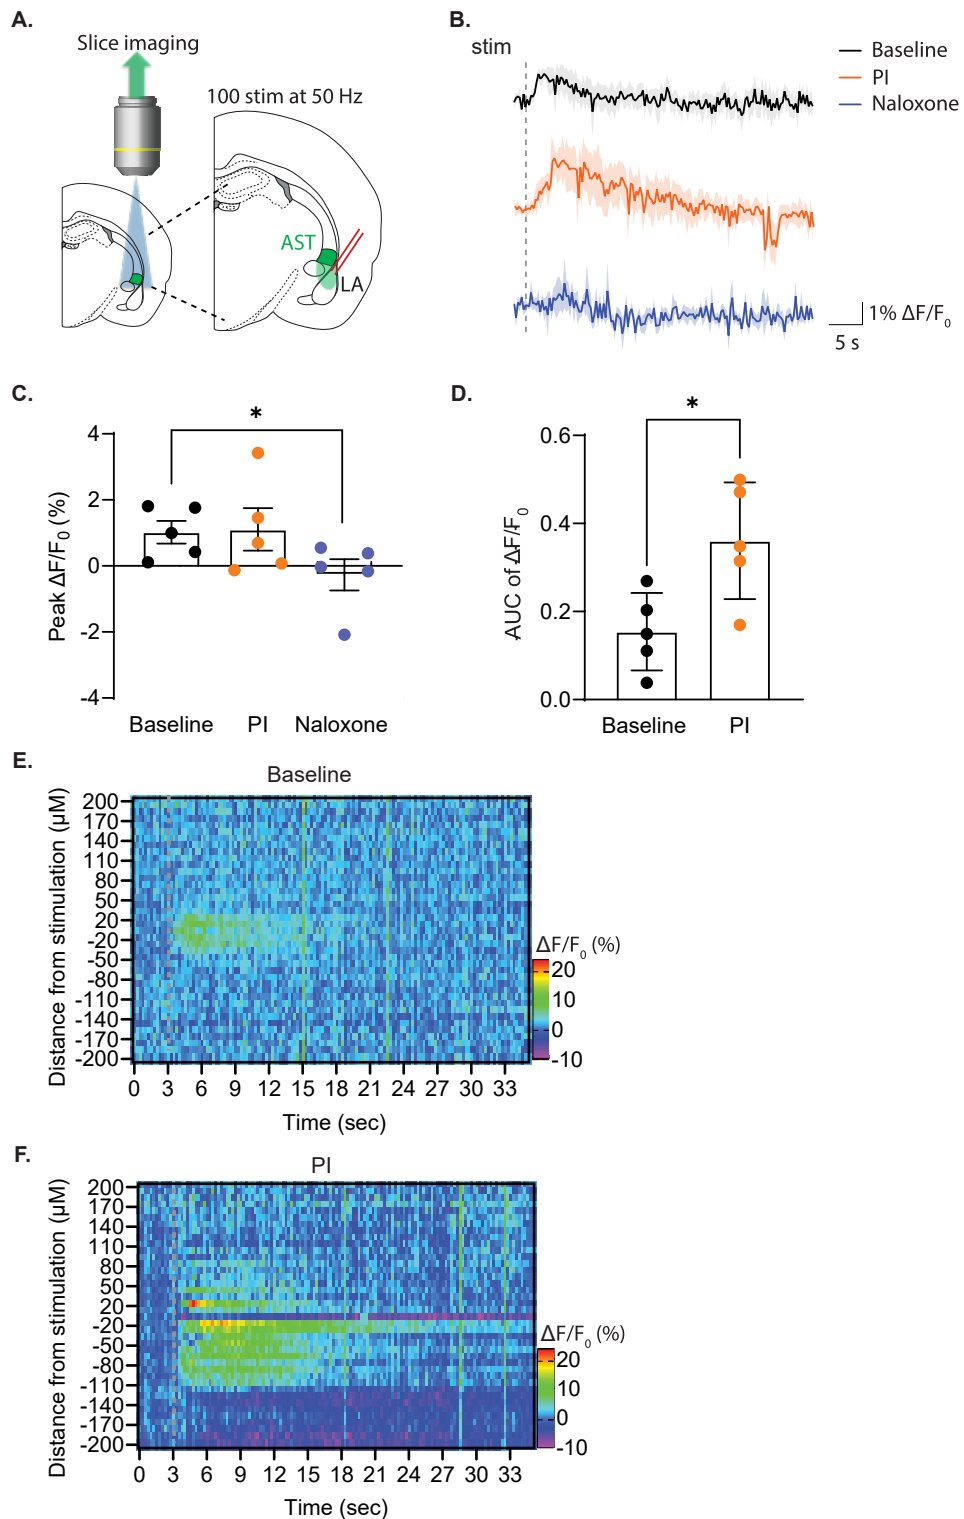 A.
Slice imaging
100 stim at 50 Hz
AST
LA
B.
stim
Baseline
PI
Naloxone
1% ΔF/F0
5 s
C.
*
Peak ΔF/F0 (%)
4
2
0
-2
-4
Baseline PI Naloxone
D.
*
AUC of ΔF/F0
0.6
0.4
0.2
0.0
Baseline PI
E.
Baseline
Distance from stimulation (µM)
200
170
140
110
80
50
20
-20
-50
-80
-110
-140
-170
-200
0 3 6 9 12 15 18 21 24 27 30 33
Time (sec)
ΔF/F0 (%)
20
10
0
-10
F.
PI
Distance from stimulation (µM)
200
170
140
110
80
50
20
-20
-50
-80
-110
-140
-170
-200
0 3 6 9 12 15 18 21 24 27 30 33
Time (sec)
ΔF/F0 (%)
20
10
0
-10